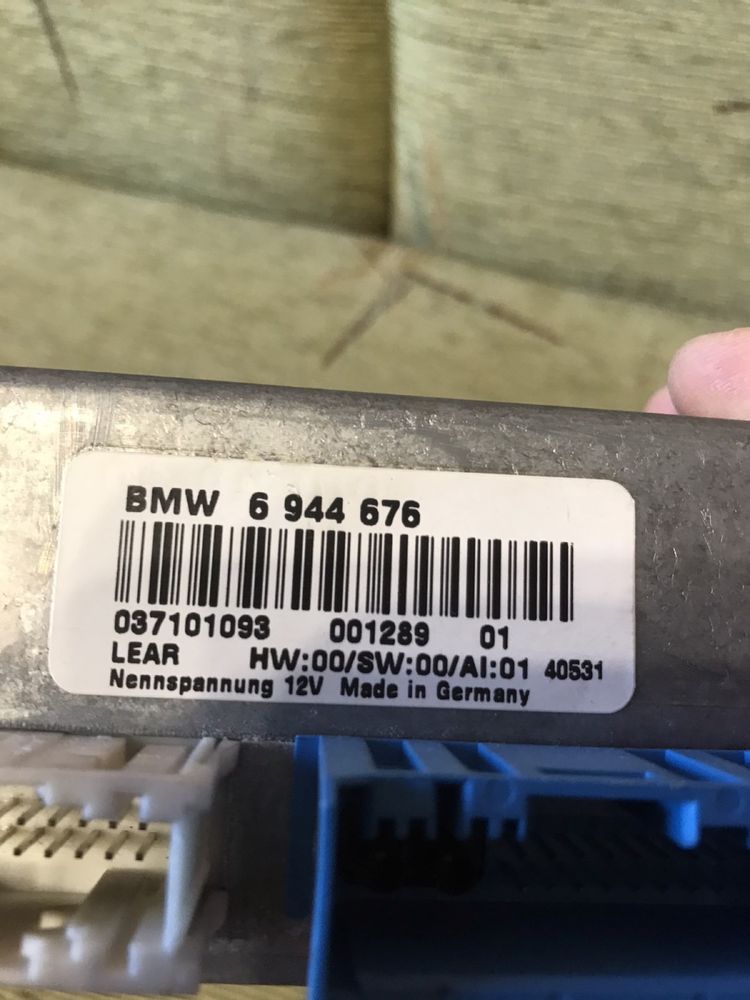 BMW 6 944 676
037101093 001289 01
LEAR HW:00/SW:00/AI:01 40531
Nennspannung 12V Made in Germany